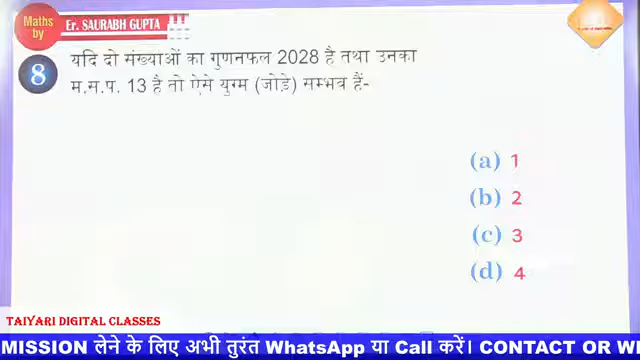 Maths
by
Er. SAURABH GUPTA
8
यदि दो संख्याओं का गुणनफल 2028 है तथा उनका
म.स.प. 13 है तो ऐसे युग्म (जोड़े) सम्भव हैं-
(a) 1
(b) 2
(c) 3
(d) 4
TAIYARI DIGITAL CLASSES
MISSION लेने के लिए अभी तुरंत WhatsApp या Call करें। CONTACT OR W